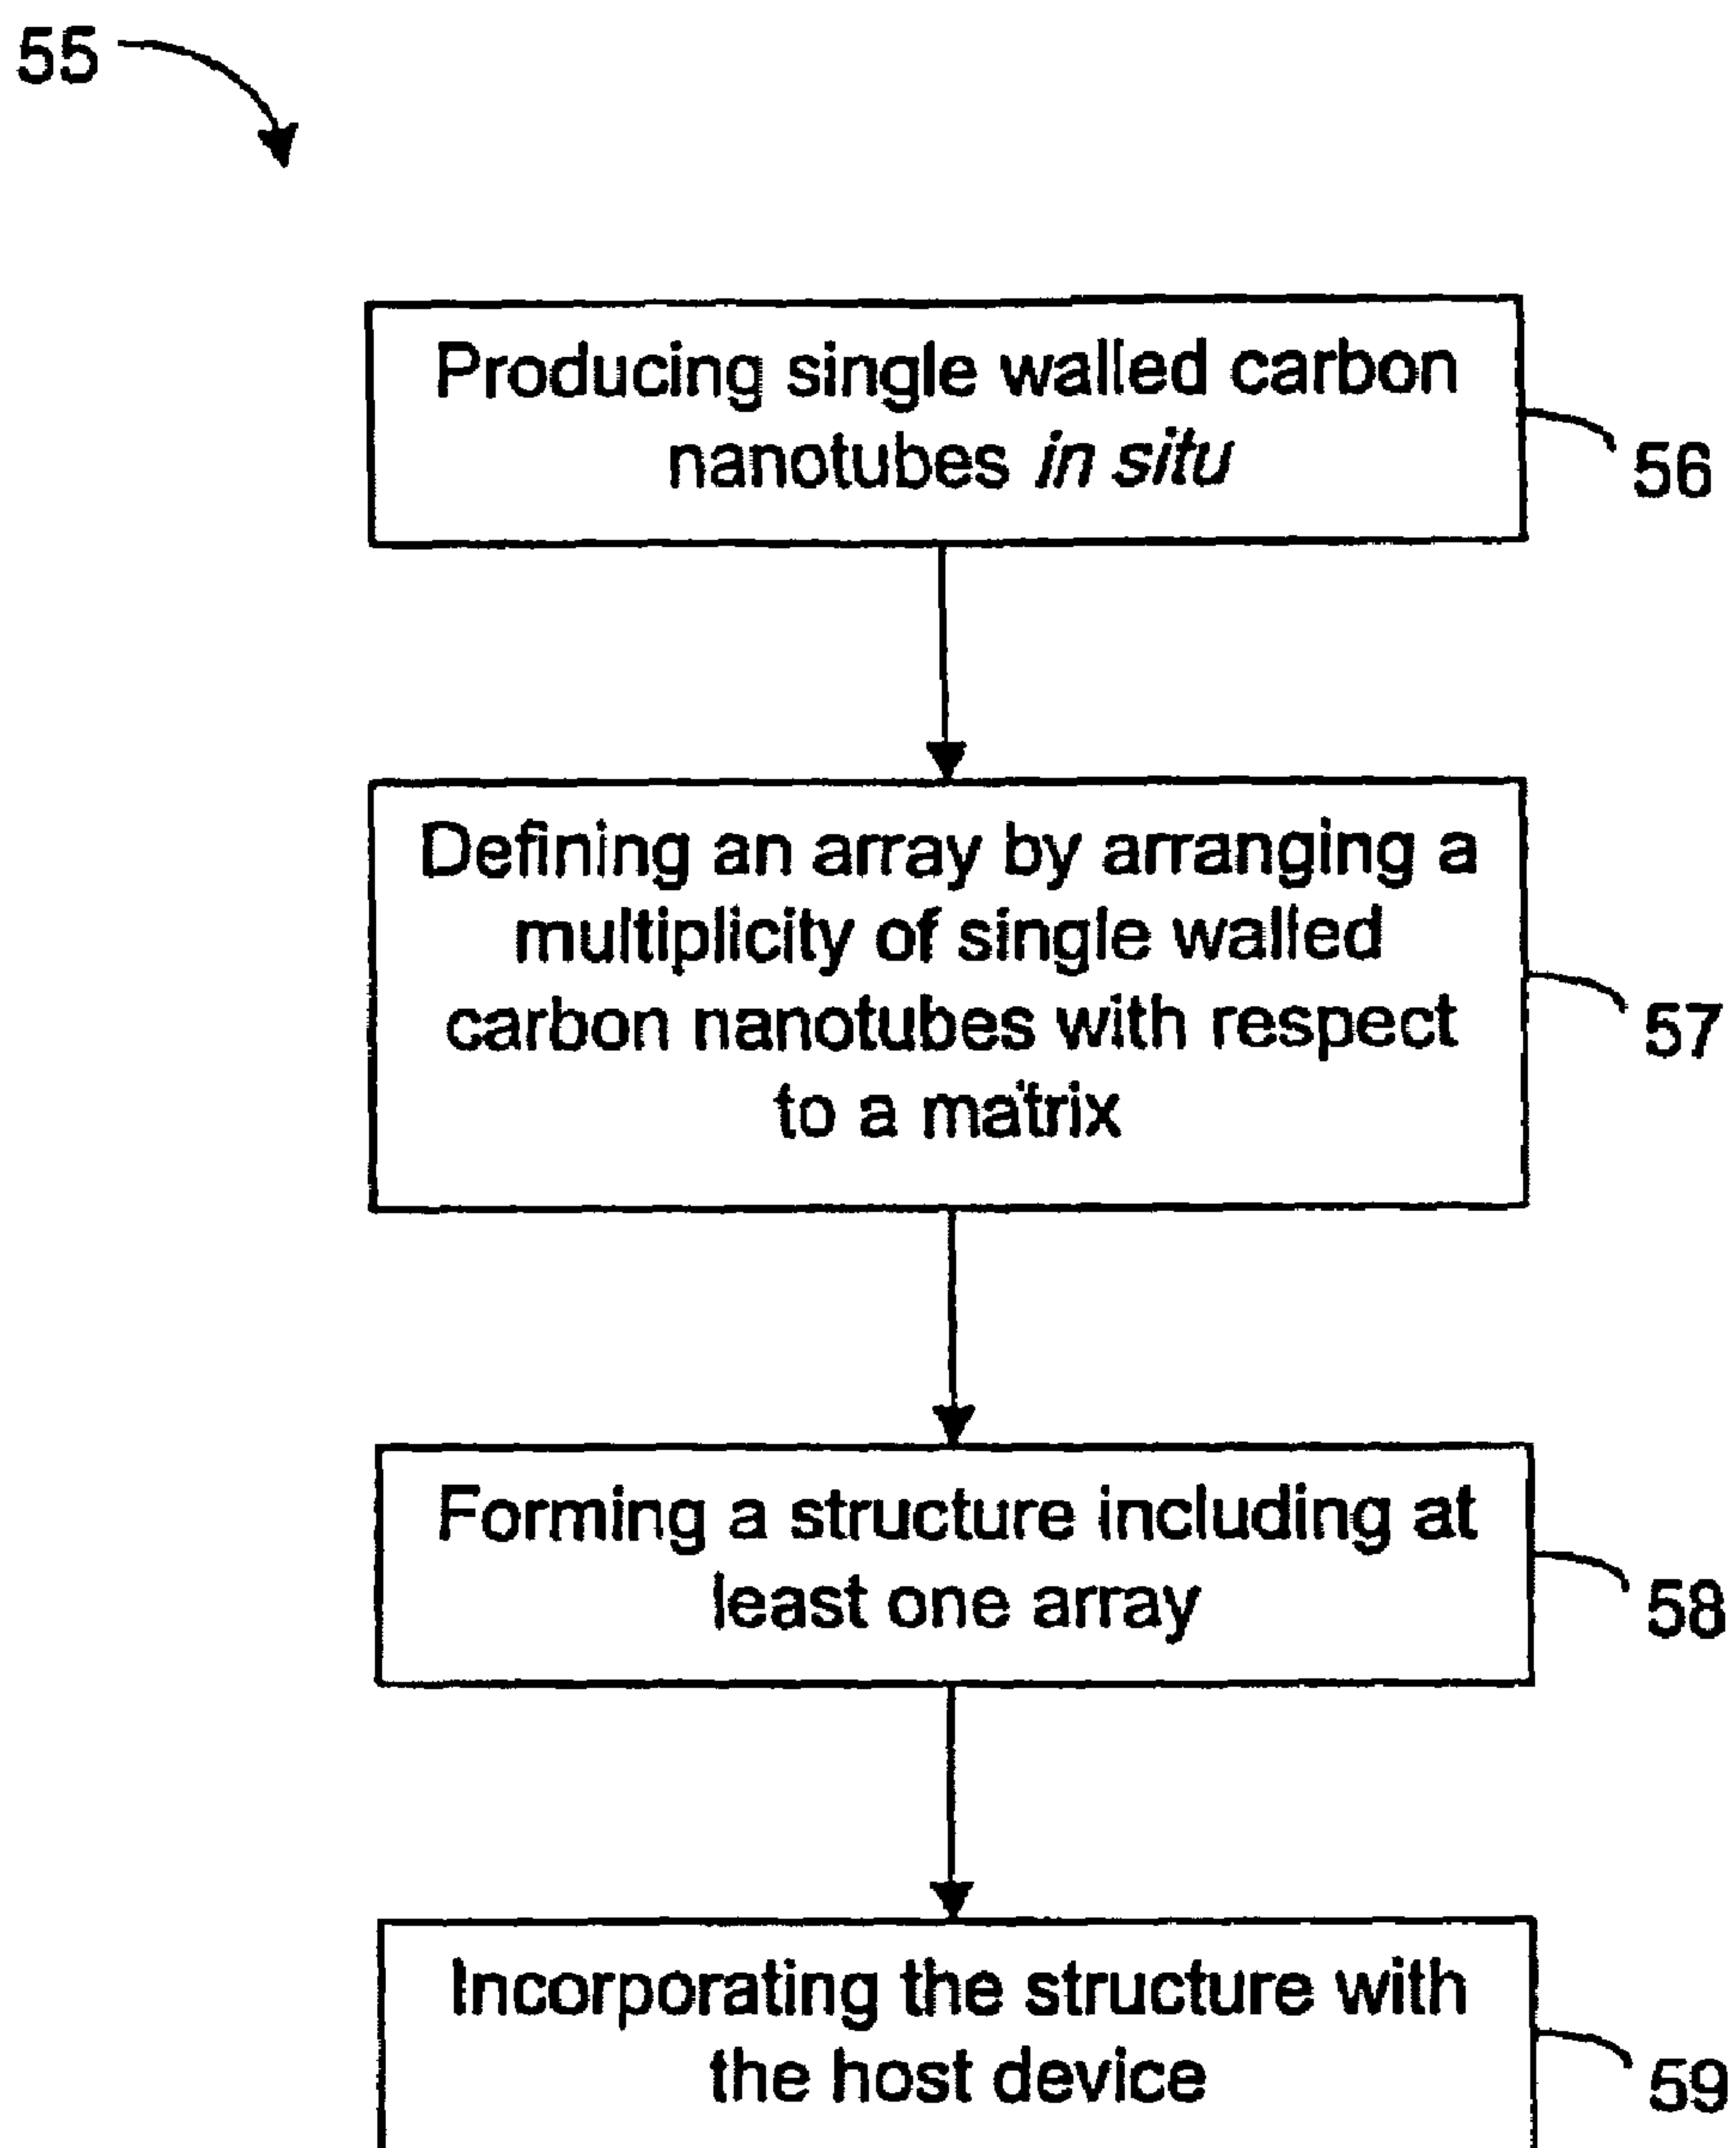 55
Producing single walled carbon
nanotubes in situ
56
Defining an array by arranging a
multiplicity of single walled
carbon nanotubes with respect
to a matrix
57
Forming a structure including at
least one array
58
Incorporating the structure with
the host device
59